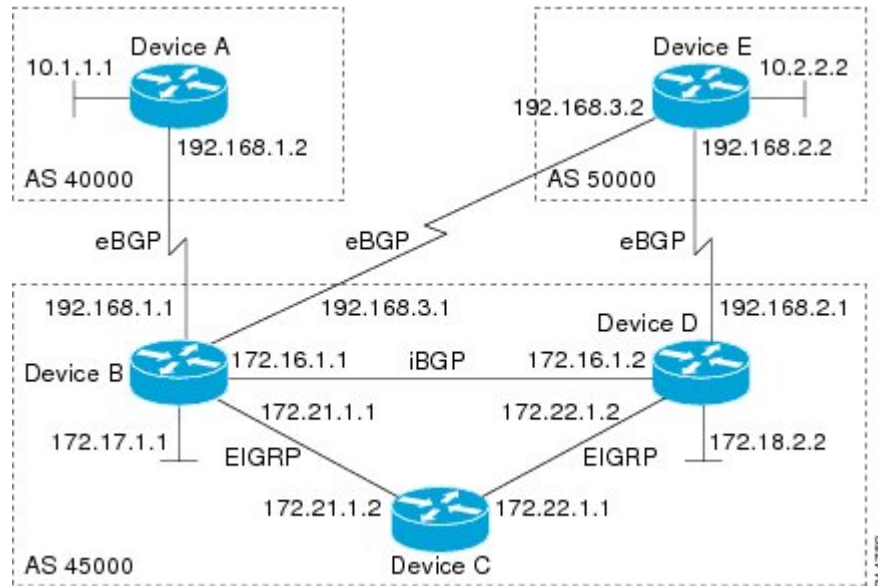 Device A
Device E
10.1.1.1
10.2.2.2
192.168.3.2
192.168.1.2
192.168.2.2
AS 40000
AS 50000
eBGP
eBGP
eBGP
192.168.1.1
192.168.3.1
192.168.2.1
Device D
172.16.1.1
iBGP
172.16.1.2
Device B
172.21.1.1
172.22.1.2
172.17.1.1
172.18.2.2
EIGRP
EIGRP
172.21.1.2
172.22.1.1
AS 45000
Device C